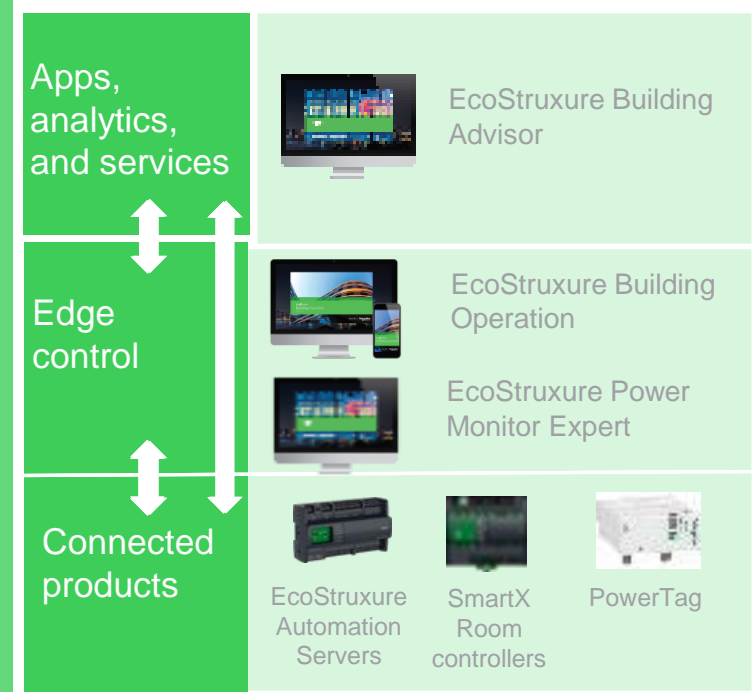 Apps,
analytics,
and services
EcoStruxure Building
Advisor
Edge
control
EcoStruxure Building
Operation
EcoStruxure Power
Monitor Expert
Connected
products
EcoStruxure
Automation
Servers
SmartX
Room
controllers
PowerTag